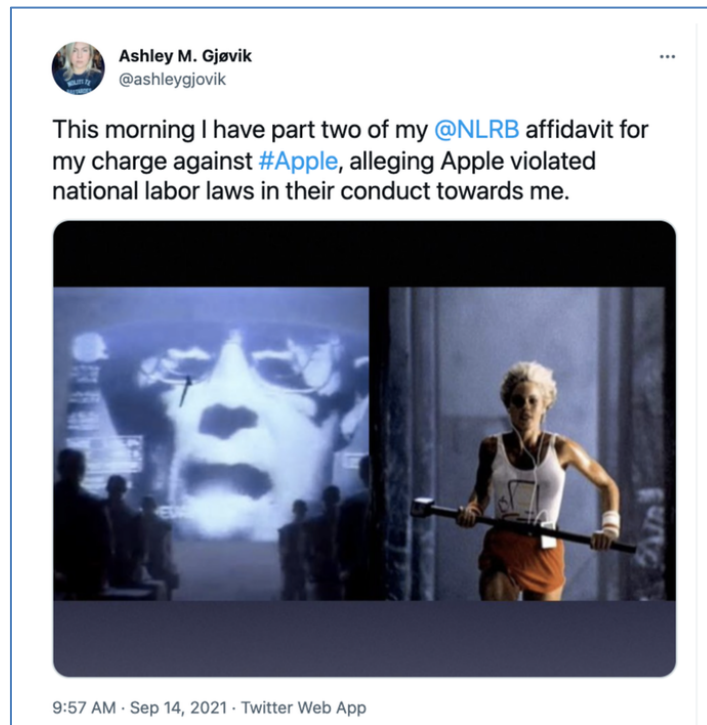 Ashley M. Gjøvik
@ashleygjovik
This morning I have part two of my @NLRB affidavit for
my charge against #Apple, alleging Apple violated
national labor laws in their conduct towards me.
9:57 AM · Sep 14, 2021 · Twitter Web App